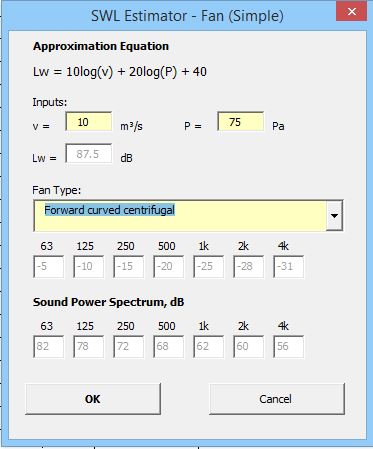 SWL Estimator - Fan (Simple)
Approximation Equation
Lw = 10log(v) + 20log(P) + 40
Inputs:
v = 10 m³/s P = 75 Pa
Lw = 87.5 dB
Fan Type:
Forward curved centrifugal
63 125 250 500 1k 2k 4k
-5 -10 -15 -20 -25 -28 -31
Sound Power Spectrum, dB
63 125 250 500 1k 2k 4k
82 78 72 68 62 60 56
OK Cancel